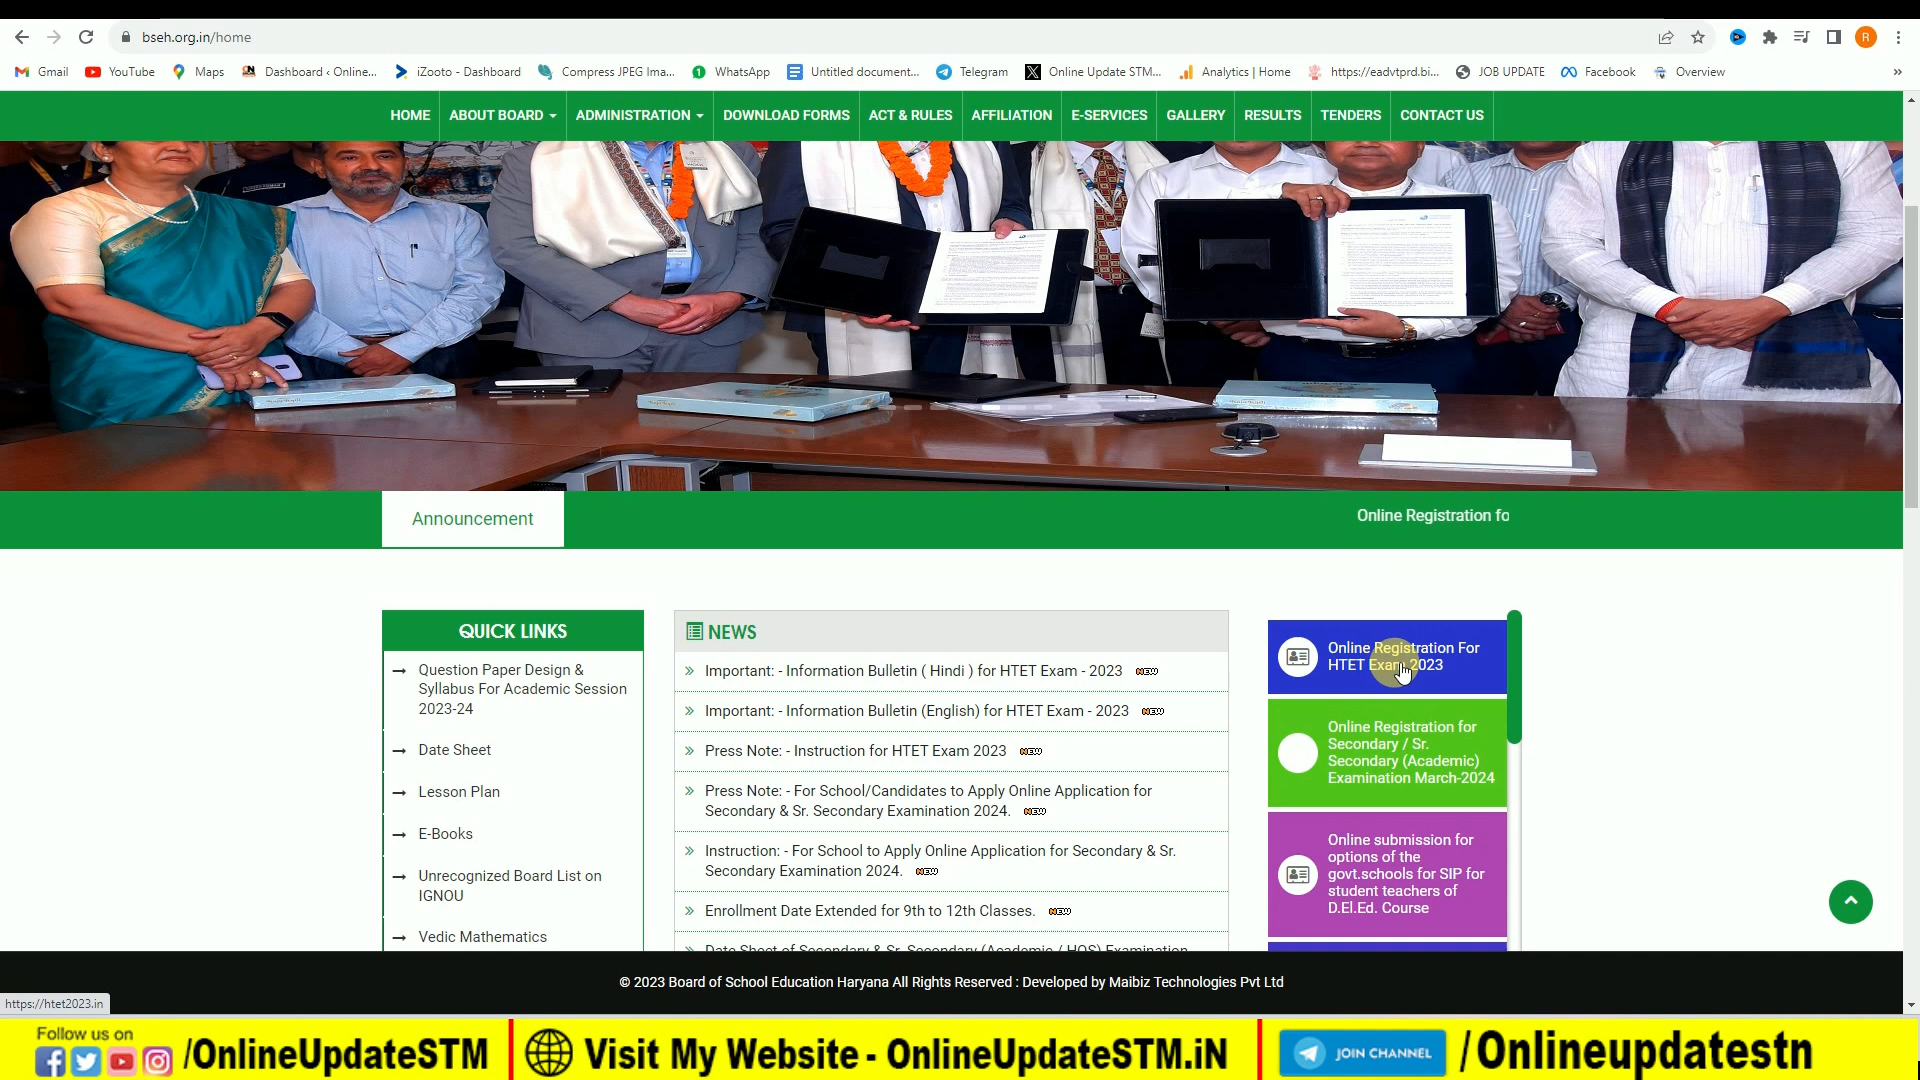 bseh.org.in/home
R
Gmail
YouTube
Maps
Dashboard ‹ Online...
iZooto - Dashboard
Compress JPEG Ima...
WhatsApp
Untitled document...
Telegram
Online Update STM...
Analytics | Home
https://eadvtprd.bi...
JOB UPDATE
Facebook
Overview
»
HOME
ABOUT BOARD
ADMINISTRATION
DOWNLOAD FORMS
ACT & RULES
AFFILIATION
E-SERVICES
GALLERY
RESULTS
TENDERS
CONTACT US
Announcement
Online Registration fo
QUICK LINKS
Question Paper Design &
Syllabus For Academic Session
2023-24
Date Sheet
Lesson Plan
E-Books
Unrecognized Board List on
IGNOU
Vedic Mathematics
NEWS
Important: - Information Bulletin ( Hindi ) for HTET Exam - 2023 NEW
Important: - Information Bulletin (English) for HTET Exam - 2023 NEW
Press Note: - Instruction for HTET Exam 2023 NEW
Press Note: - For School/Candidates to Apply Online Application for
Secondary & Sr. Secondary Examination 2024. NEW
Instruction: - For School to Apply Online Application for Secondary & Sr.
Secondary Examination 2024. NEW
Enrollment Date Extended for 9th to 12th Classes. NEW
Date Sheet of Secondary & Sr. Secondary (Academic / HOS) Examination
Online Registration For
HTET Exam 2023
Online Registration for
Secondary / Sr.
Secondary (Academic)
Examination March-2024
Online submission for
options of the
govt.schools for SIP for
student teachers of
D.El.Ed. Course
© 2023 Board of School Education Haryana All Rights Reserved : Developed by Maibiz Technologies Pvt Ltd
https://htet2023.in
Follow us on
/OnlineUpdateSTM
Visit My Website - OnlineUpdateSTM.iN
JOIN CHANNEL
/Onlineupdatestn